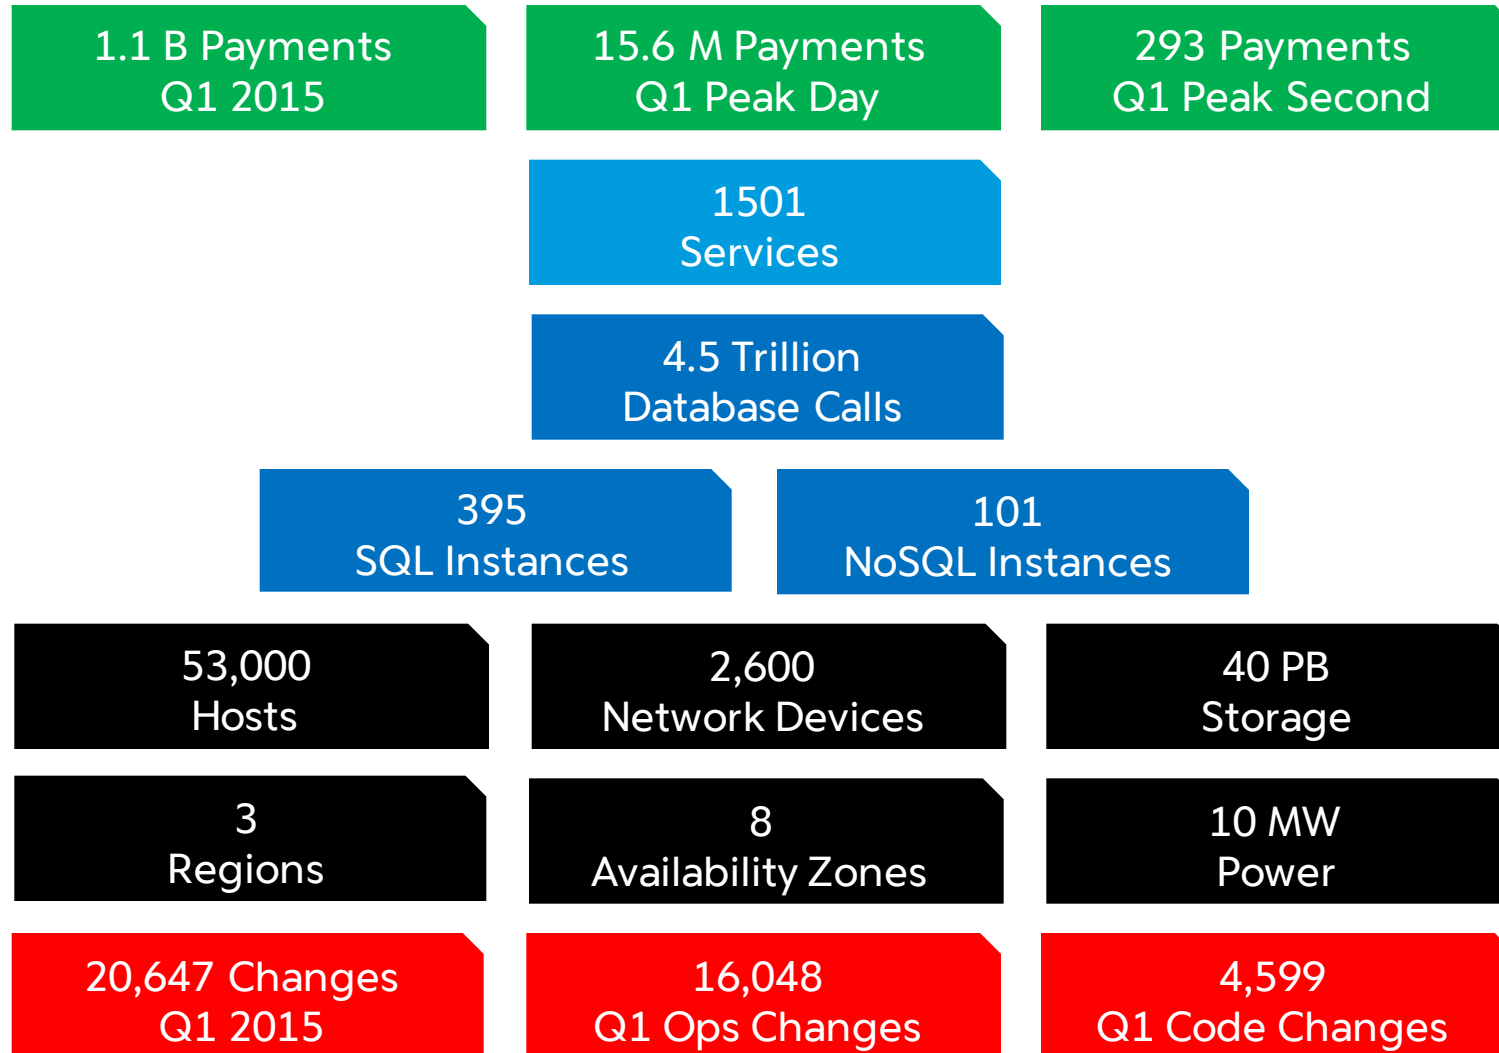 1.1 B Payments
Q1 2015
15.6 M Payments
Q1 Peak Day
293 Payments
Q1 Peak Second
1501
Services
4.5 Trillion
Database Calls
395
SQL Instances
101
NoSQL Instances
53,000
Hosts
2,600
Network Devices
40 PB
Storage
3
Regions
8
Availability Zones
10 MW
Power
20,647 Changes
Q1 2015
16,048
Q1 Ops Changes
4,599
Q1 Code Changes